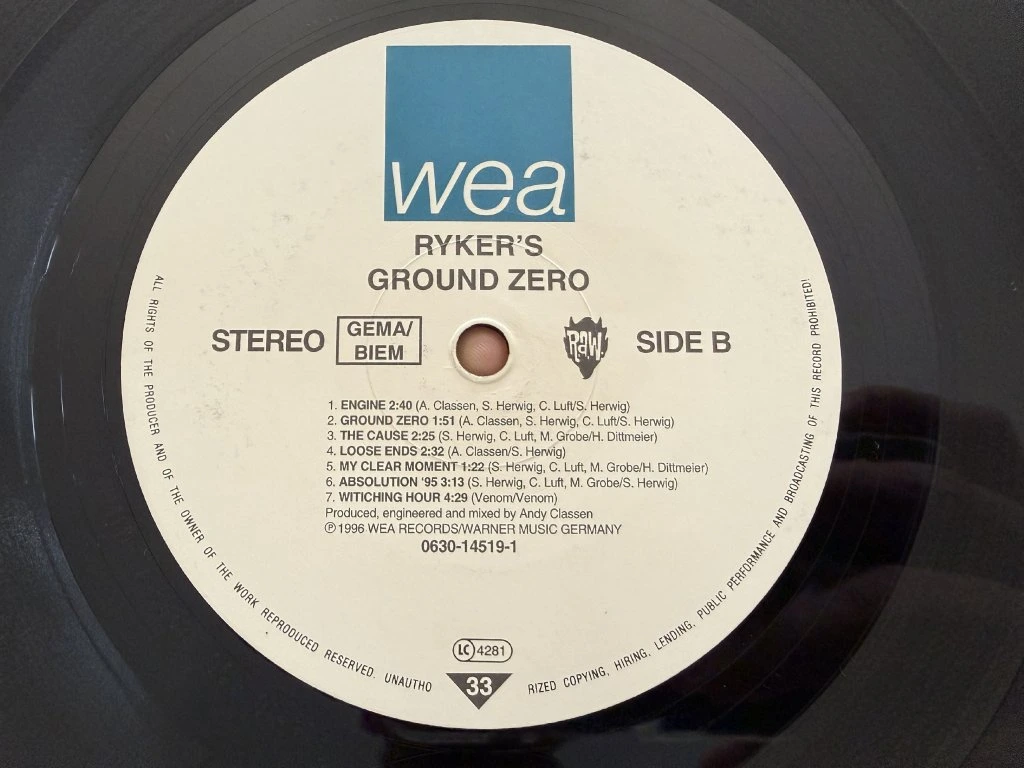 wea
RYKER'S
GROUND ZERO
STEREO
GEMA/
BIEM
RAW!
SIDE B
1. ENGINE 2:40 (A. Classen, S. Herwig, C. Luft/S. Herwig)
2. GROUND ZERO 1:51 (A. Classen, S. Herwig, C. Luft/S. Herwig)
3. THE CAUSE 2:25 (S. Herwig, C. Luft, M. Grobe/H. Dittmeier)
4. LOOSE ENDS 2:32 (A. Classen/S. Herwig)
5. MY CLEAR MOMENT 1:22 (S. Herwig, C. Luft, M. Grobe/H. Dittmeier)
6. ABSOLUTION '95 3:13 (S. Herwig, C. Luft, M. Grobe/S. Herwig)
7. WITICHING HOUR 4:29 (Venom/Venom)
Produced, engineered and mixed by Andy Classen
℗ 1996 WEA RECORDS/WARNER MUSIC GERMANY
0630-14519-1
LC 4281
33
ALL RIGHTS OF THE PRODUCER AND OF THE OWNER OF THE WORK REPRODUCED RESERVED. UNAUTHO
RIZED COPYING, HIRING, LENDING, PUBLIC PERFORMANCE AND BROADCASTING OF THIS RECORD PROHIBITED!